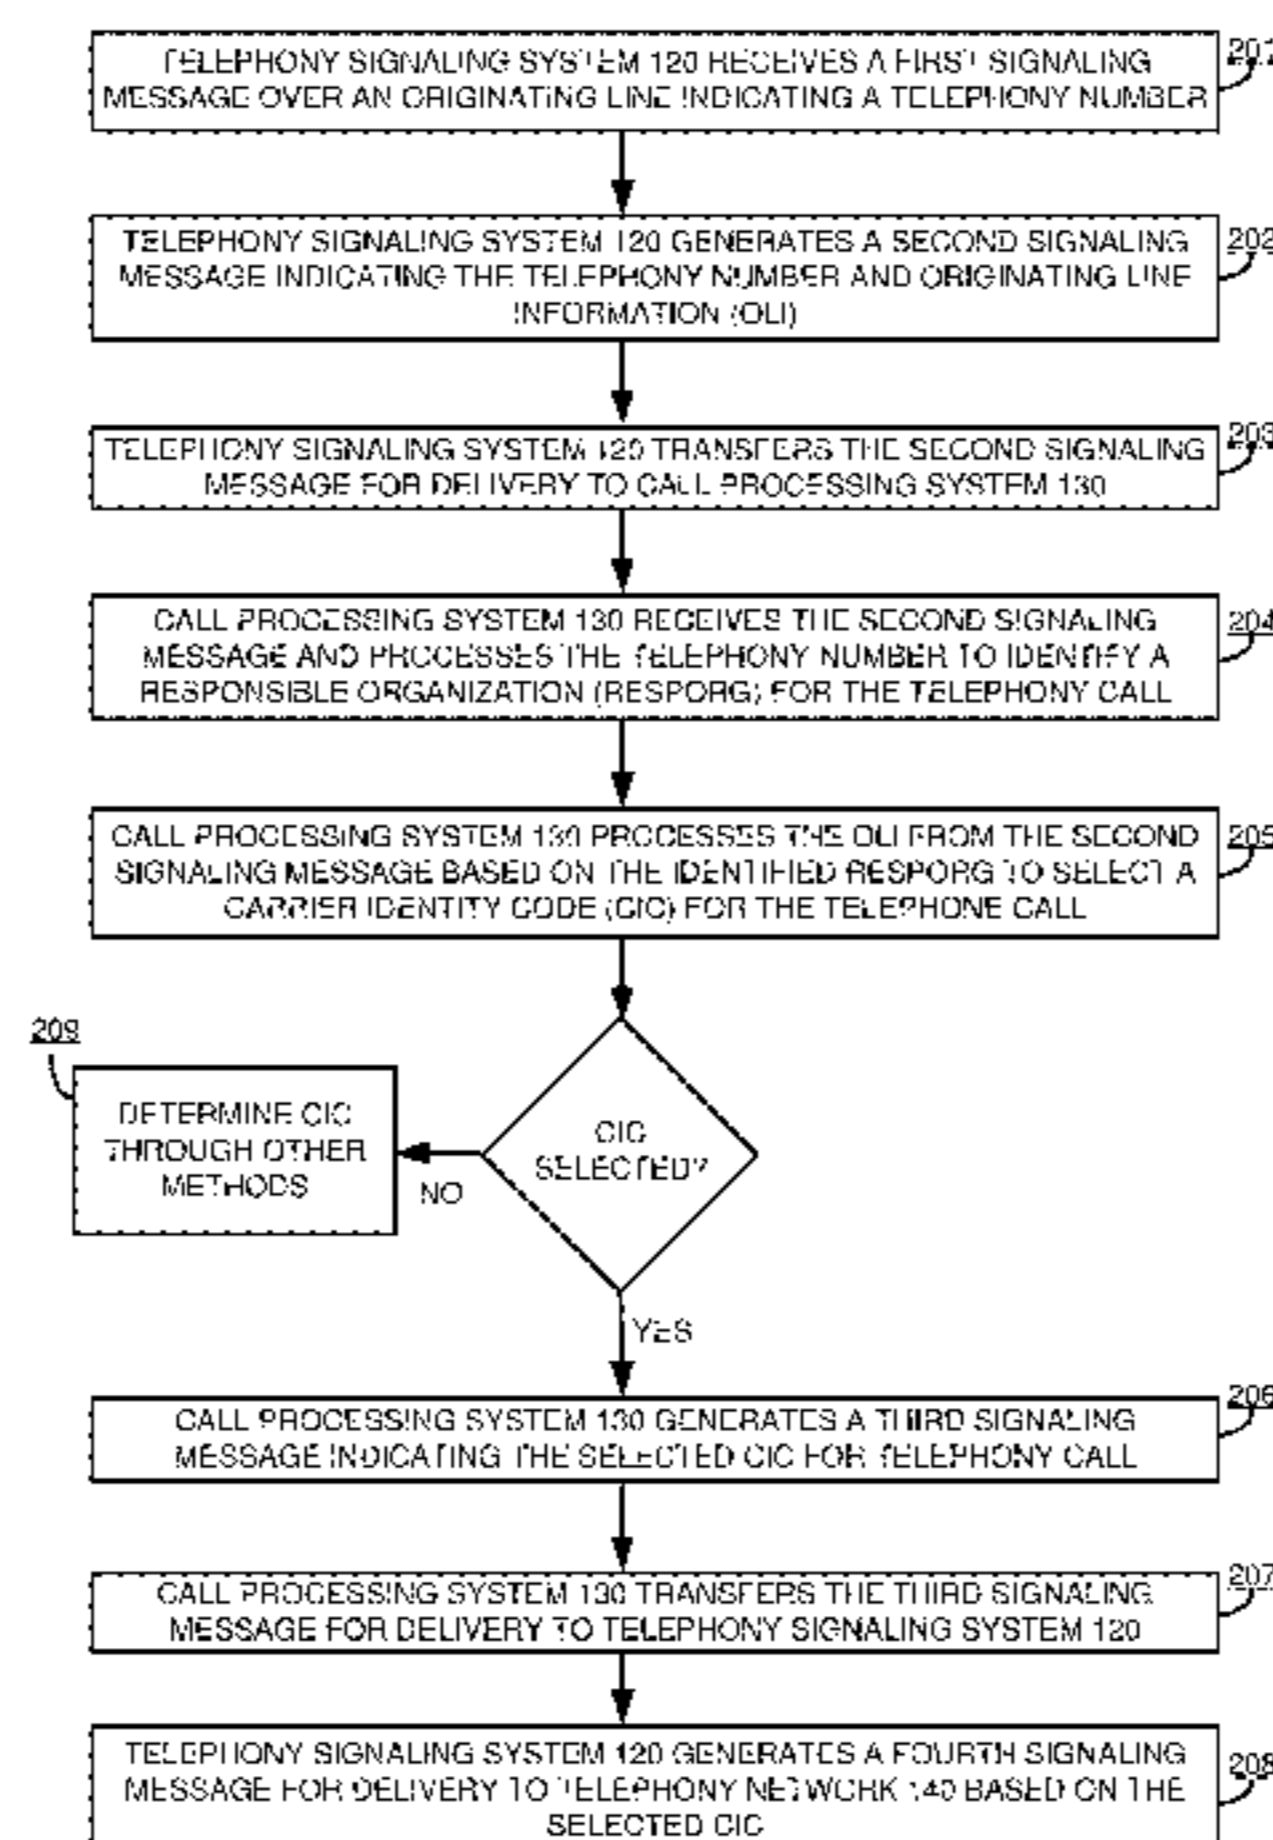 TELEPHONY SIGNALING SYSTEM 120 RECEIVES A FIRST SIGNALING
MESSAGE OVER AN ORIGINATING LINE INDICATING A TELEPHONY NUMBER
201
TELEPHONY SIGNALING SYSTEM 120 GENERATES A SECOND SIGNALING
MESSAGE INDICATING THE TELEPHONY NUMBER AND ORIGINATING LINE
INFORMATION (OLI)
202
TELEPHONY SIGNALING SYSTEM 120 TRANSFERS THE SECOND SIGNALING
MESSAGE FOR DELIVERY TO CALL PROCESSING SYSTEM 130
203
CALL PROCESSING SYSTEM 130 RECEIVES THE SECOND SIGNALING
MESSAGE AND PROCESSES THE TELEPHONY NUMBER TO IDENTIFY A
RESPONSIBLE ORGANIZATION (RESPORG) FOR THE TELEPHONY CALL
204
CALL PROCESSING SYSTEM 130 PROCESSES THE OLI FROM THE SECOND
SIGNALING MESSAGE BASED ON THE IDENTIFIED RESPORG TO SELECT A
CARRIER IDENTITY CODE (CIC) FOR THE TELEPHONE CALL
205
209
DETERMINE CIC
THROUGH OTHER
METHODS
NO
CIC
SELECTED?
YES
CALL PROCESSING SYSTEM 130 GENERATES A THIRD SIGNALING
MESSAGE INDICATING THE SELECTED CIC FOR TELEPHONY CALL
206
CALL PROCESSING SYSTEM 130 TRANSFERS THE THIRD SIGNALING
MESSAGE FOR DELIVERY TO TELEPHONY SIGNALING SYSTEM 120
207
TELEPHONY SIGNALING SYSTEM 120 GENERATES A FOURTH SIGNALING
MESSAGE FOR DELIVERY TO TELEPHONY NETWORK 140 BASED ON THE
SELECTED CIC
208